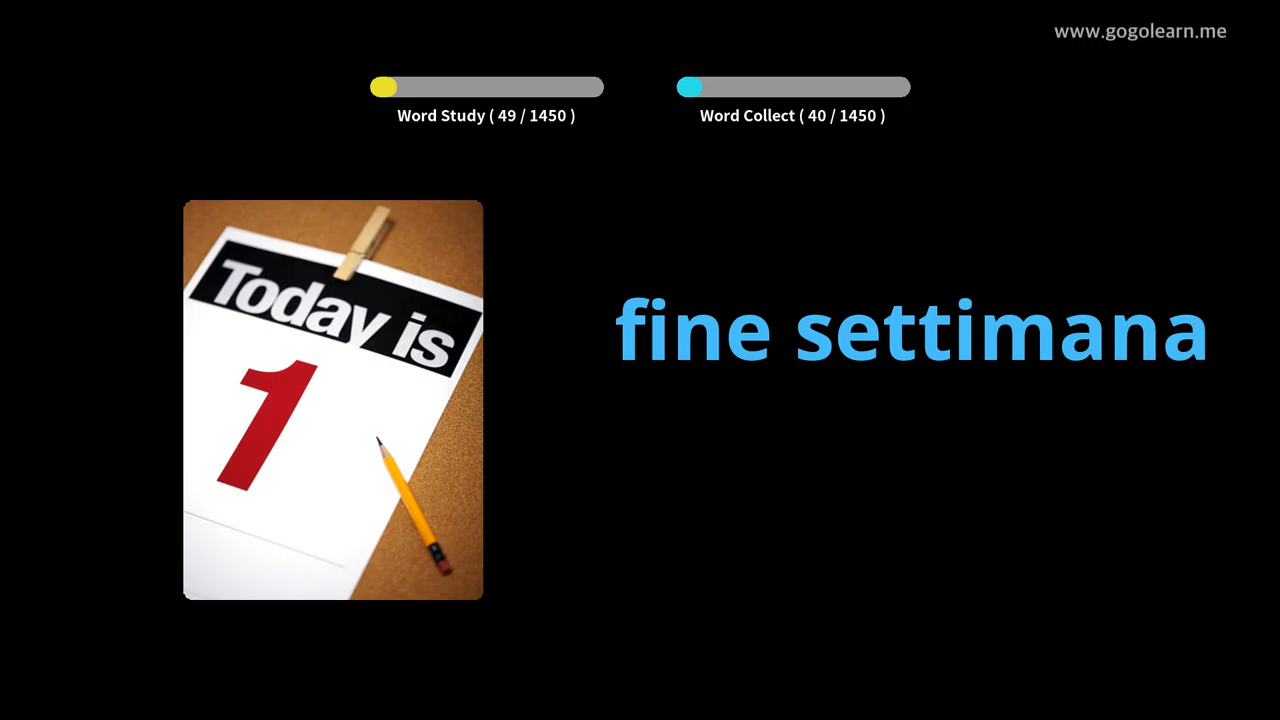 www.gogolearn.me
Word Study ( 49 / 1450 )
Word Collect ( 40 / 1450 )
Today is
1
fine settimana